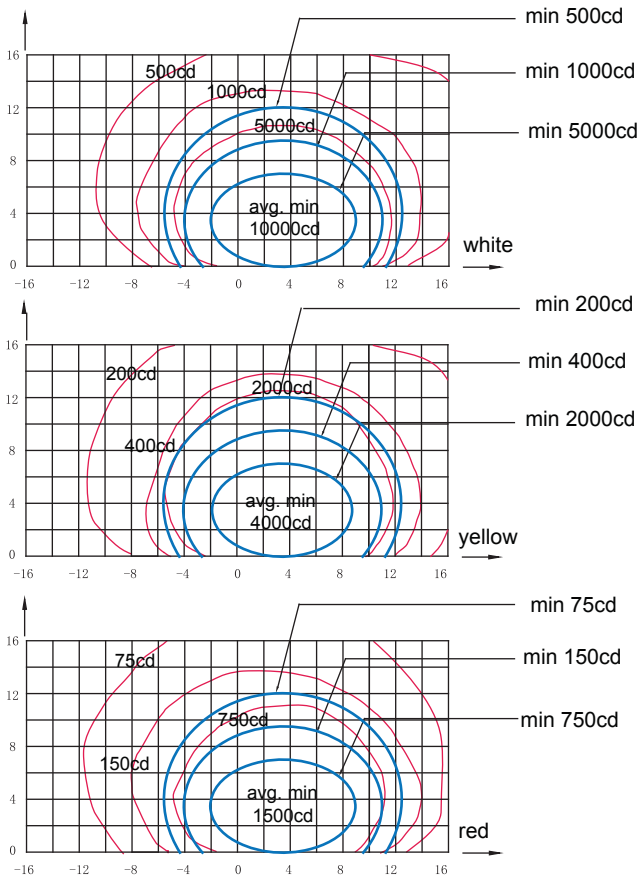 min 500cd
16
500cd
min 1000cd
1000cd
12
5000cd
min 5000cd
8
avg. min
4
10000cd
white
0
-16 -12 -8 -4 0 4 8 12 16
min 200cd
16
200cd
min 400cd
2000cd
12
min 2000cd
400cd
8
avg. min
4
4000cd
yellow
0
-16 -12 -8 -4 0 4 8 12 16
min 75cd
16
75cd
min 150cd
12
750cd
min 750cd
8
150cd
avg. min
4
1500cd
red
0
-16 -12 -8 -4 0 4 8 12 16